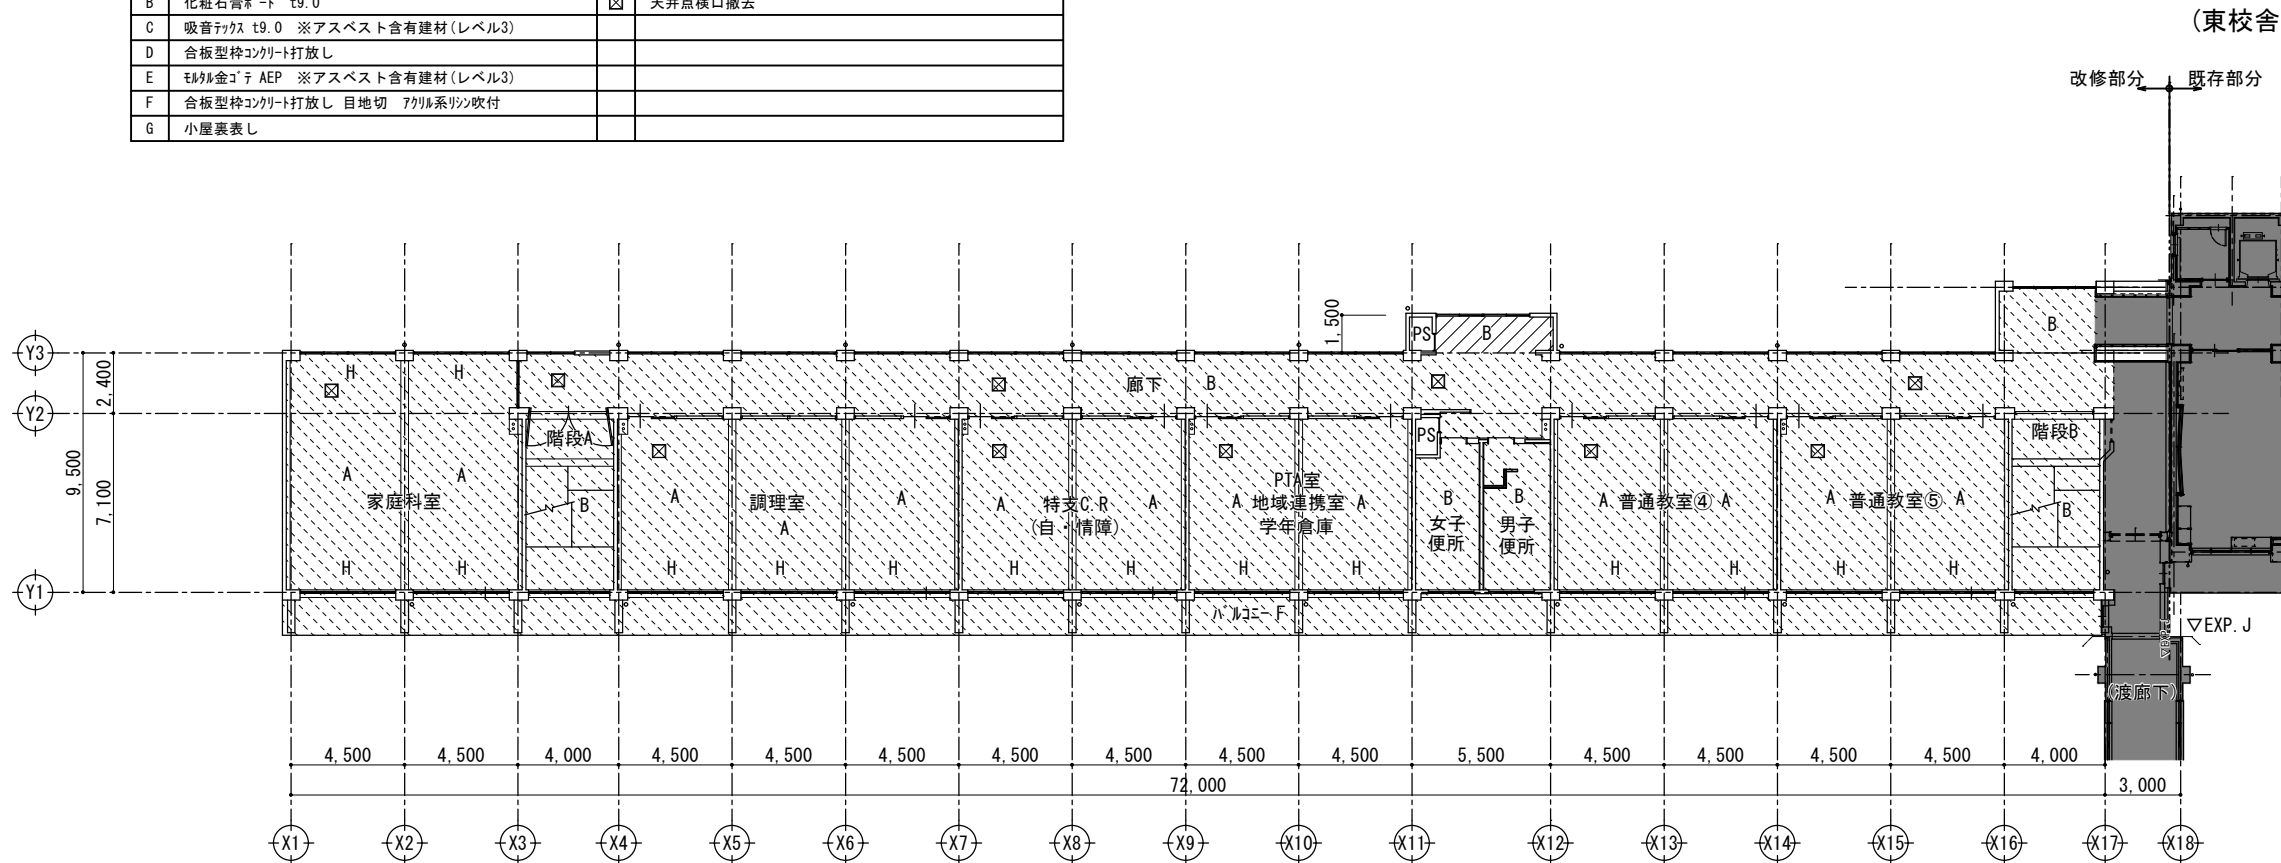 B 化粧石膏ボード t9.0 天井点検口撤去
C 吸音テックス t9.0 ※アスベスト含有建材(レベル3)
D 合板型枠コンクリート打放し
E モルタル金ゴテ AEP ※アスベスト含有建材(レベル3)
F 合板型枠コンクリート打放し 目地切 アクリル系リシン吹付
G 小屋裏表し
(東校舎
改修部分 既存部分
1,500
PS B B
Y3
H H 廊下 B
2,400
Y2
階段A PS 階段B
9,500
7,100
A A
家庭科室 B A 調理室 A A A 特支C.R A A PTA室 A B B A 普通教室④ A A 普通教室⑤ A B
地域連携室
(自・情障) 学年倉庫 女子 男子
便所 便所
H H H H H H H H H H H H H
Y1
バルコニー F
▽EXP.J
▽EXP.J
(渡廊下)
4,500 4,500 4,000 4,500 4,500 4,500 4,500 4,500 4,500 4,500 5,500 4,500 4,500 4,500 4,500 4,000
72,000 3,000
X1 X2 X3 X4 X5 X6 X7 X8 X9 X10 X11 X12 X13 X14 X15 X16 X17 X18